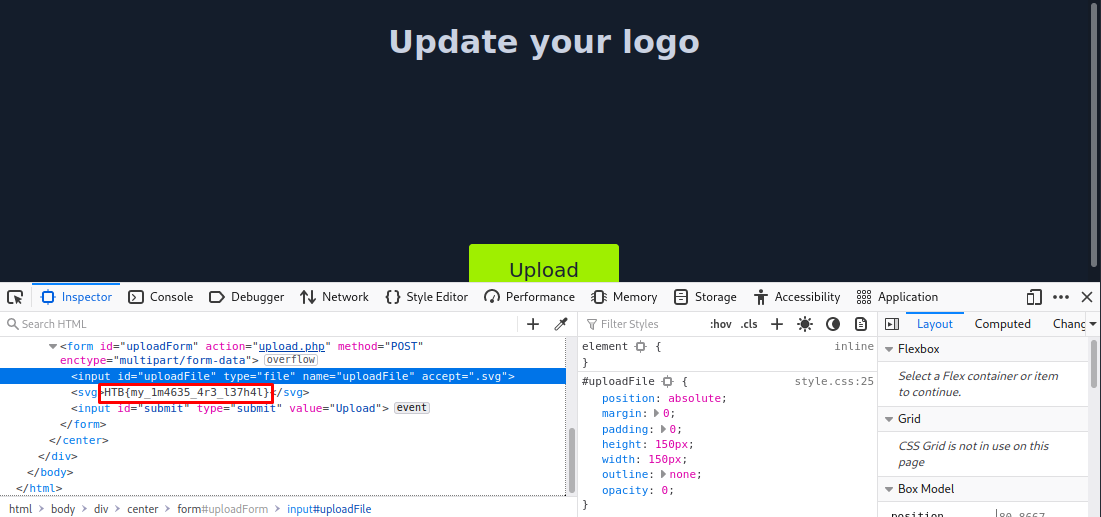 Update your logo
Upload
Inspector Console Debugger Network Style Editor Performance Memory Storage Accessibility Application
Search HTML
<form id="uploadForm" action="upload.php" method="POST"
enctype="multipart/form-data"> overflow
<input id="uploadFile" type="file" name="uploadFile" accept=".svg">
<svg>HTB{my_1m4635_4r3_l37h4l}</svg>
<input id="submit" type="submit" value="Upload"> event
</form>
</center>
</div>
</body>
</html>
html > body > div > center > form#uploadForm > input#uploadFile
Filter Styles :hov .cls
element { inline
}
#uploadFile { style.css:25
position: absolute;
margin: 0;
padding: 0;
height: 150px;
width: 150px;
outline: none;
opacity: 0;
}
Layout Computed Chang
Flexbox
Select a Flex container or item
to continue.
Grid
CSS Grid is not in use on this
page
Box Model
position